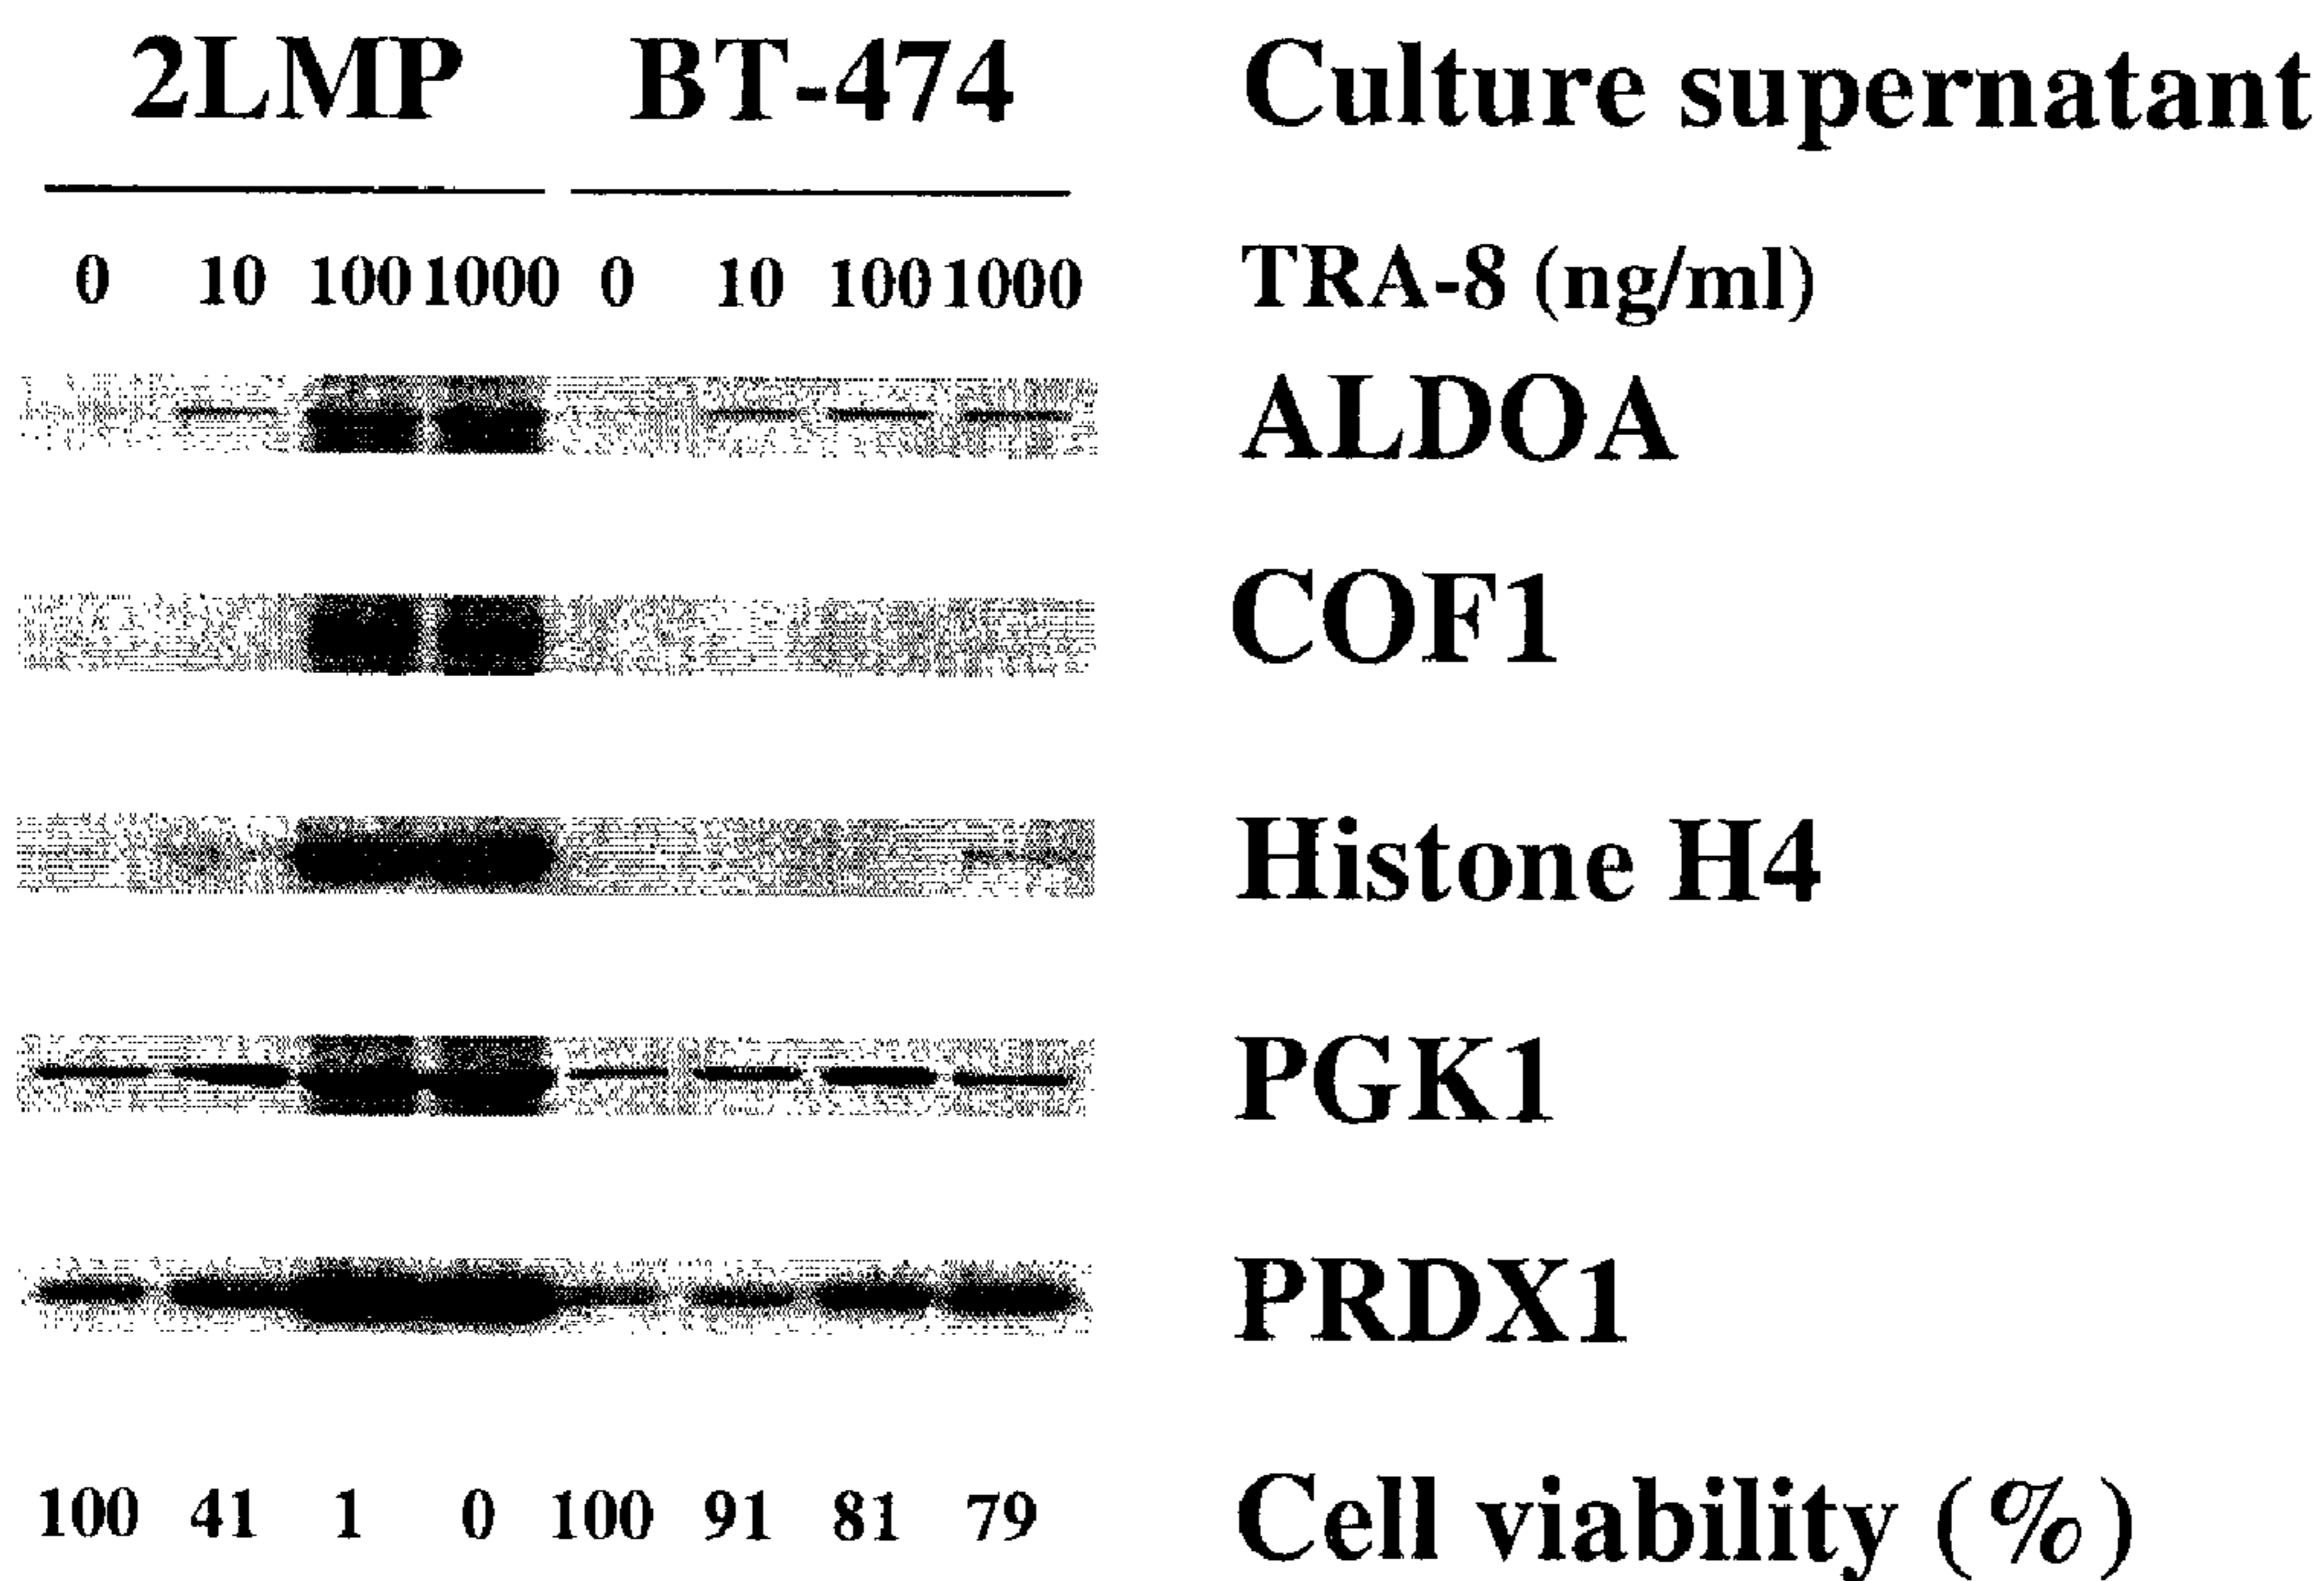 2LMP BT-474 Culture supernatant
0 10 100 1000 0 10 100 1000 TRA-8 (ng/ml)
ALDOA
COF1
Histone H4
PGK1
PRDX1
100 41 1 0 100 91 81 79 Cell viability (%)